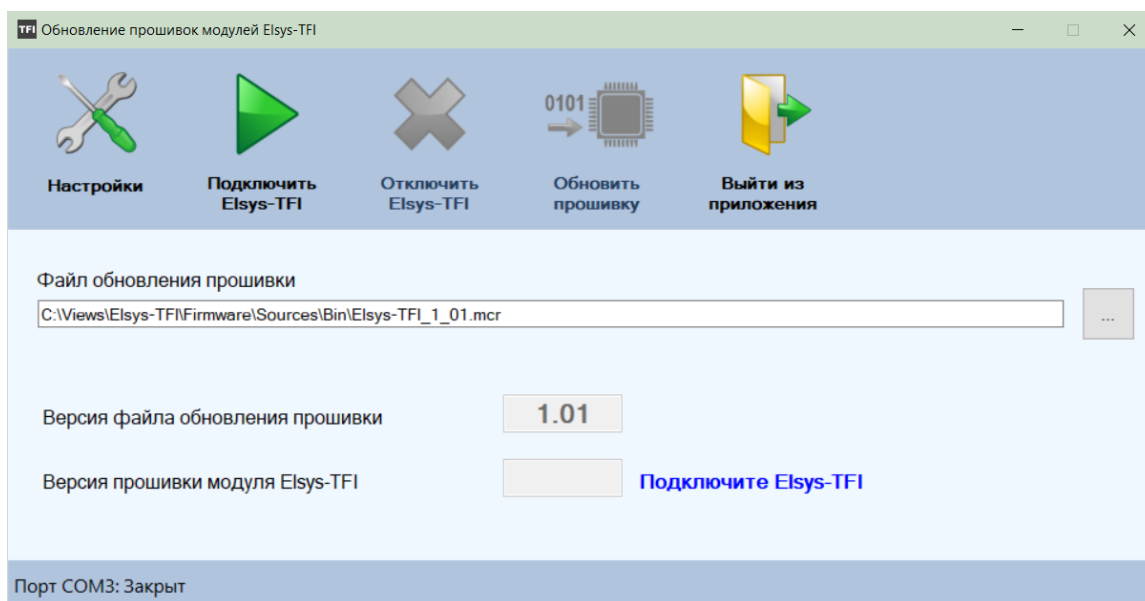 TFI Обновление прошивок модулей Elsys-TFI
0101
Настройки
Подключить
Elsys-TFI
Отключить
Elsys-TFI
Обновить
прошивку
Выйти из
приложения
Файл обновления прошивки
C:\Views\Elsys-TFI\Firmware\Sources\Bin\Elsys-TFI_1_01.mcr
...
Версия файла обновления прошивки
1.01
Версия прошивки модуля Elsys-TFI
Подключите Elsys-TFI
Порт COM3: Закрыт